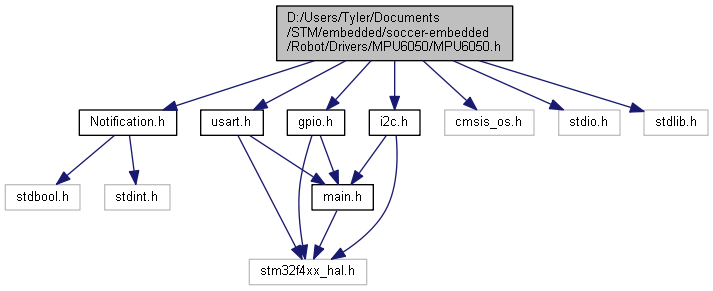 D:/Users/Tyler/Documents
/STM/embedded/soccer-embedded
/Robot/Drivers/MPU6050/MPU6050.h
Notification.h
usart.h
gpio.h
i2c.h
cmsis_os.h
stdio.h
stdlib.h
stdbool.h
stdint.h
main.h
stm32f4xx_hal.h